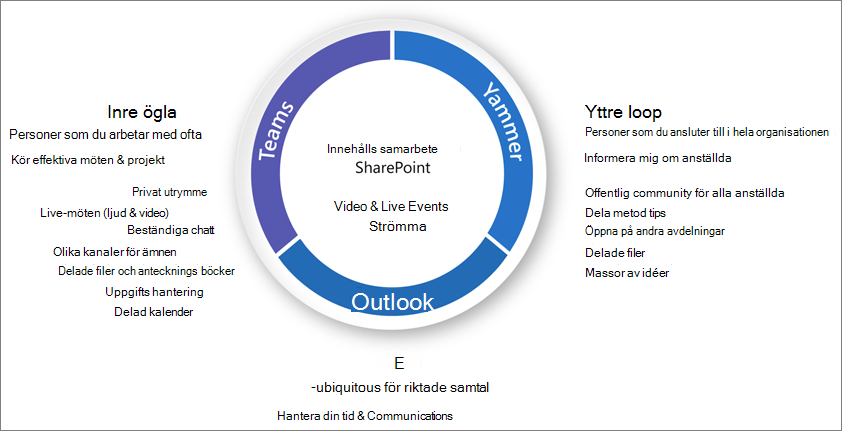 Inre ögla
Personer som du arbetar med ofta
Kör effektiva möten & projekt
Privat utrymme
Live-möten (ljud & video)
Beständiga chatt
Olika kanaler för ämnen
Delade filer och antecknings böcker
Uppgifts hantering
Delad kalender
Teams
Yammer
Outlook
Innehålls samarbete
SharePoint
Video & Live Events
Strömma
Yttre loop
Personer som du ansluter till i hela organisationen
Informera mig om anställda
Offentlig community för alla anställda
Dela metod tips
Öppna på andra avdelningar
Delade filer
Massor av idéer
E
-ubiquitous för riktade samtal
Hantera din tid & Communications